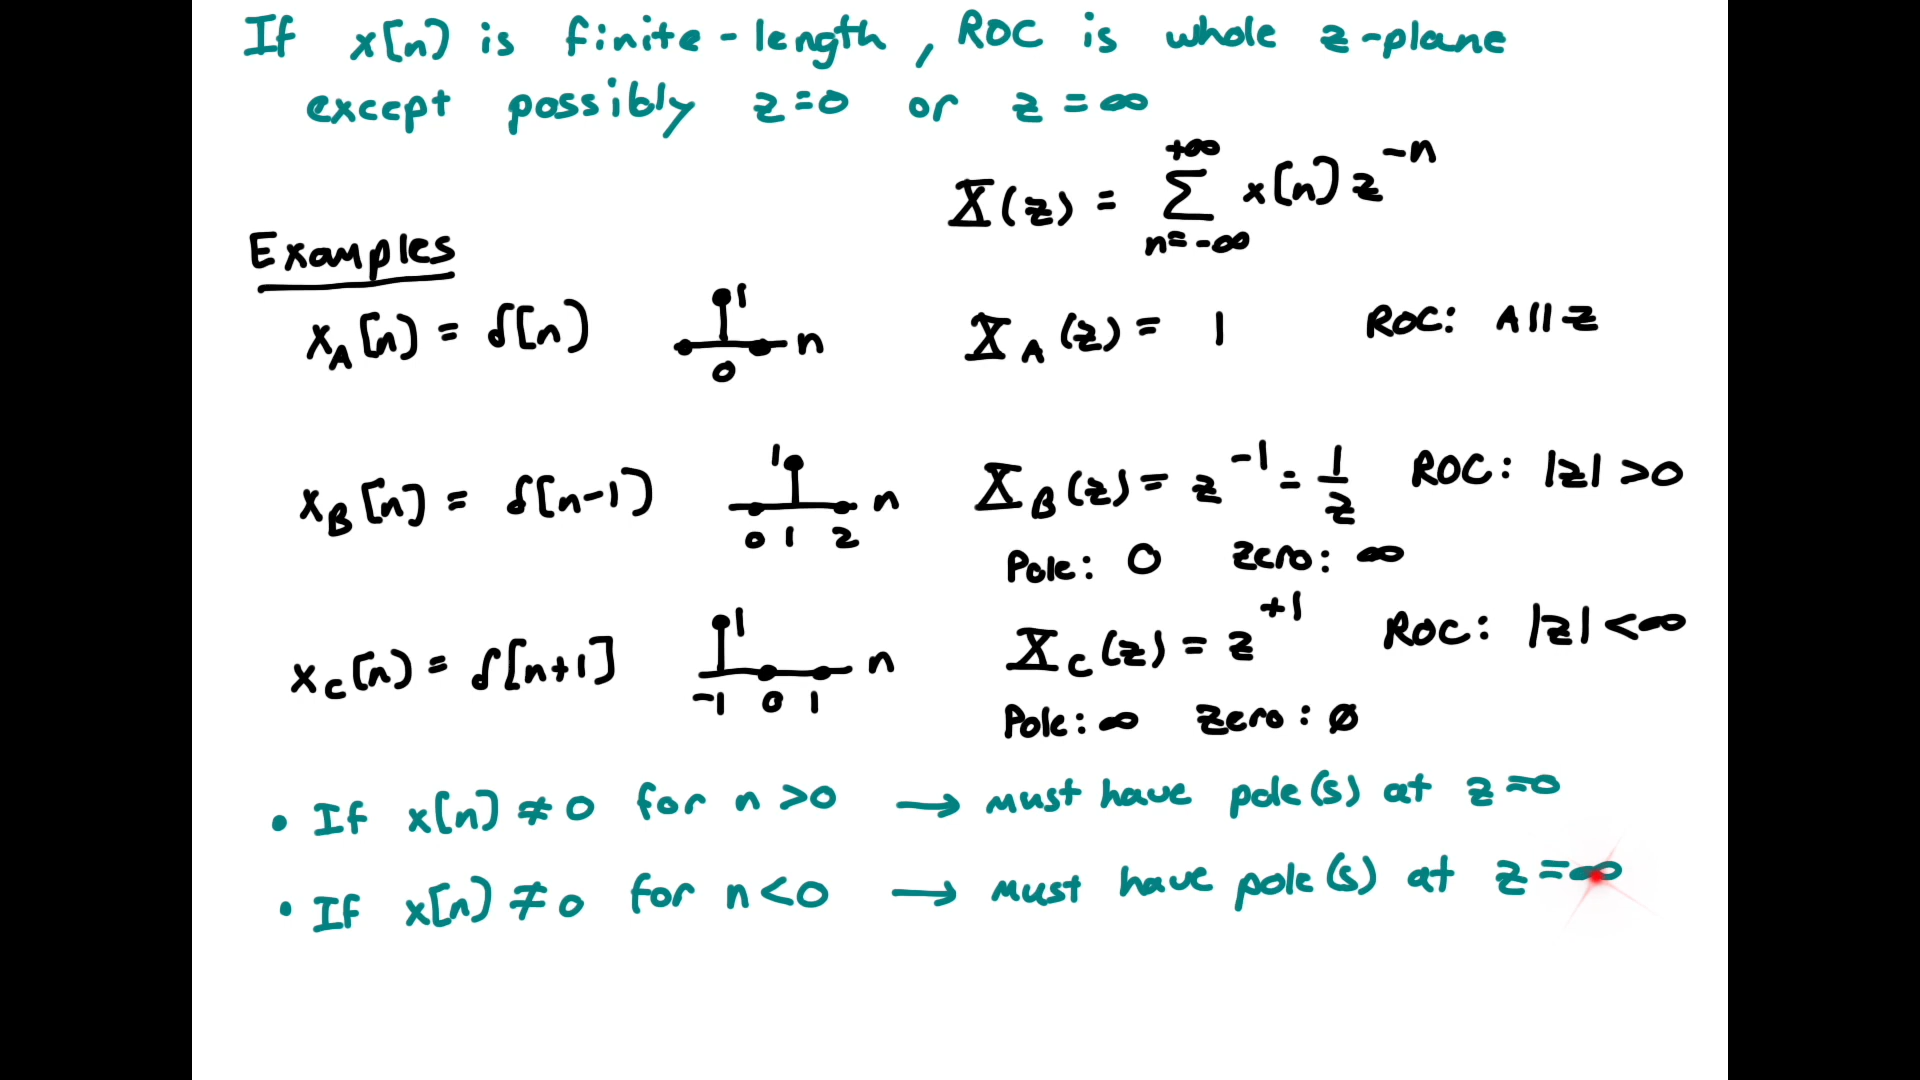 If x[n] is finite-length, ROC is whole z-plane
except possibly z=0 or z=∞
X(z) = +∞ Σ n=-∞ x[n] z^-n
Examples
x_A[n] = δ[n] 1 n 0 X_A(z) = 1 ROC: All z
x_B[n] = δ[n-1] 1 n 0 1 2 X_B(z) = z^-1 = 1/z ROC: |z| >0
Pole: 0 Zero: ∞
x_C[n] = δ[n+1] 1 n -1 0 1 X_C(z) = z^+1 ROC: |z| <∞
Pole: ∞ Zero: 0
• If x[n] ≠ 0 for n >0 → must have pole(s) at z=0
• If x[n] ≠ 0 for n<0 → must have pole(s) at z=∞